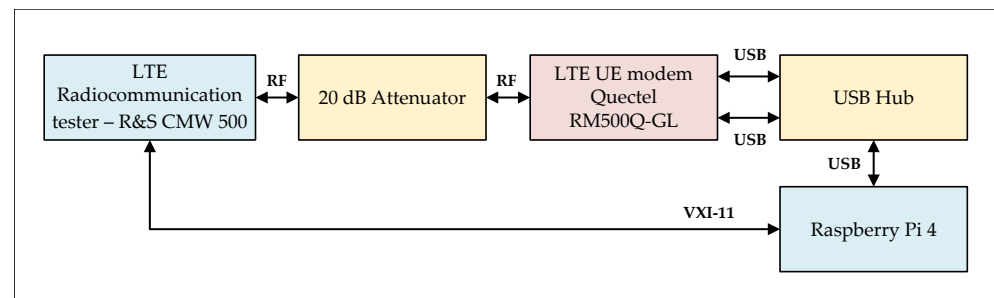 LTE
Radiocommunication
tester – R&S CMW 500
RF
20 dB Attenuator
RF
LTE UE modem
Quectel
RM500Q-GL
USB
USB
USB Hub
USB
VXI-11
Raspberry Pi 4